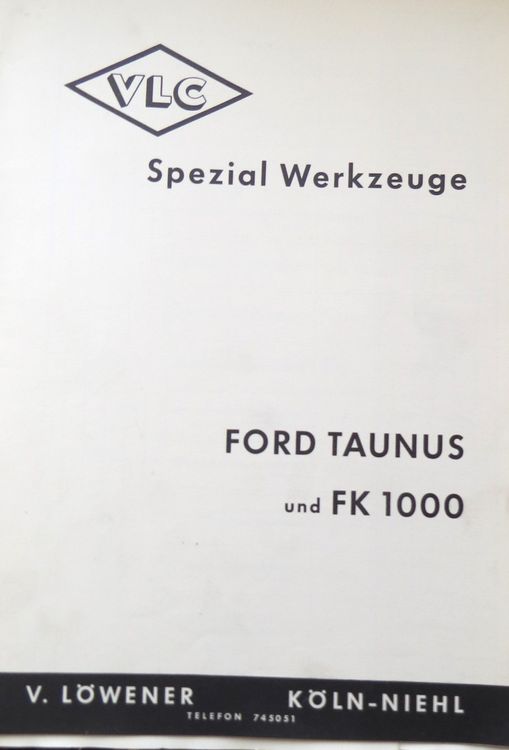 VLC
Spezial Werkzeuge
FORD TAUNUS
und FK 1000
V. LÖWENER KÖLN-NIEHL
TELEFON 745051